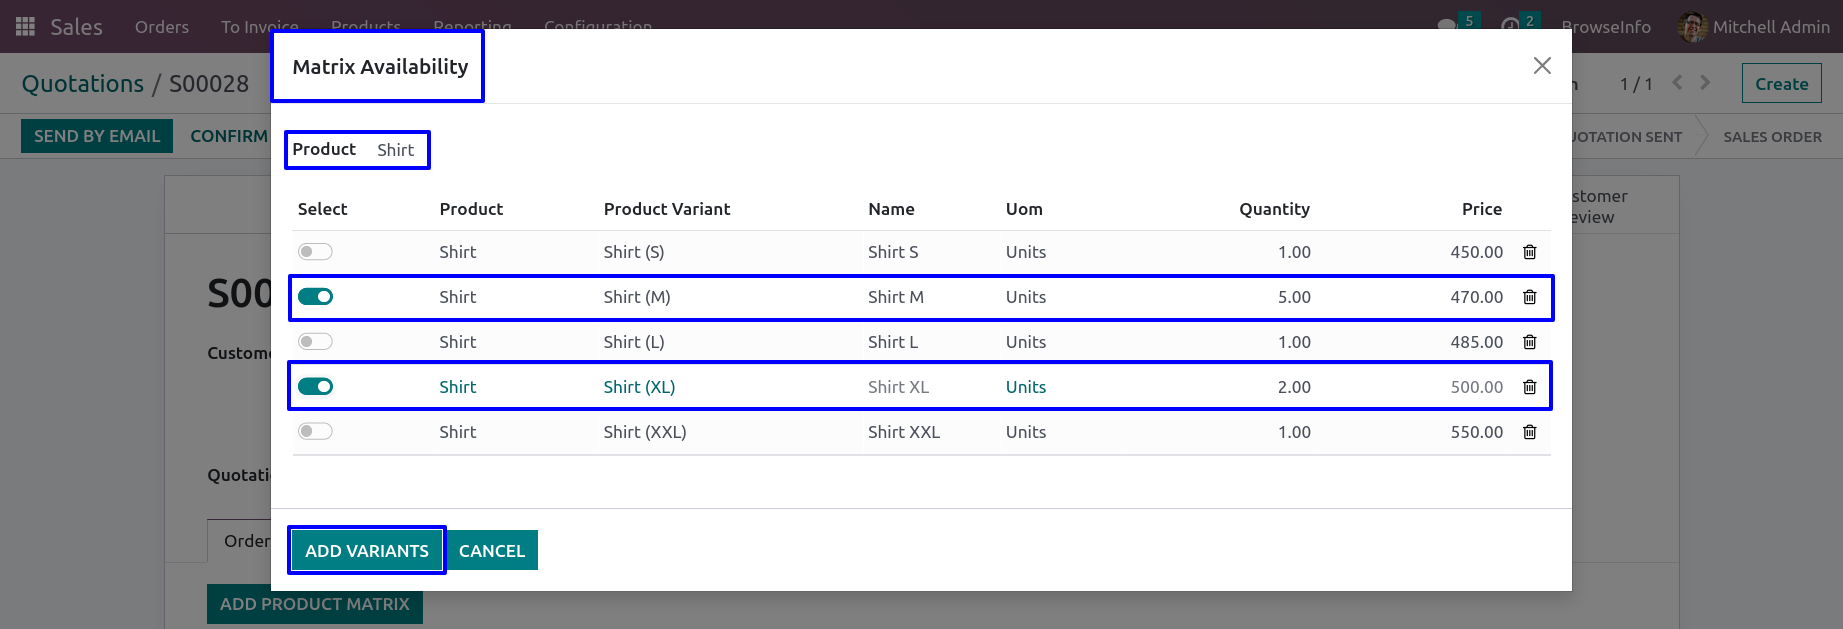 Sales Orders To Invoice Products Reporting Configuration 5 2 BrowseInfo Mitchell Admin
Matrix Availability
Quotations / S00028 1 / 1 Create
SEND BY EMAIL CONFIRM QUOTATION SENT SALES ORDER
Product Shirt
Select Product Product Variant Name Uom Quantity Price
Shirt Shirt (S) Shirt S Units 1.00 450.00
Shirt Shirt (M) Shirt M Units 5.00 470.00
Shirt Shirt (L) Shirt L Units 1.00 485.00
Shirt Shirt (XL) Shirt XL Units 2.00 500.00
Shirt Shirt (XXL) Shirt XXL Units 1.00 550.00
S00
Custome
Quotati
Order
ADD VARIANTS CANCEL
ADD PRODUCT MATRIX